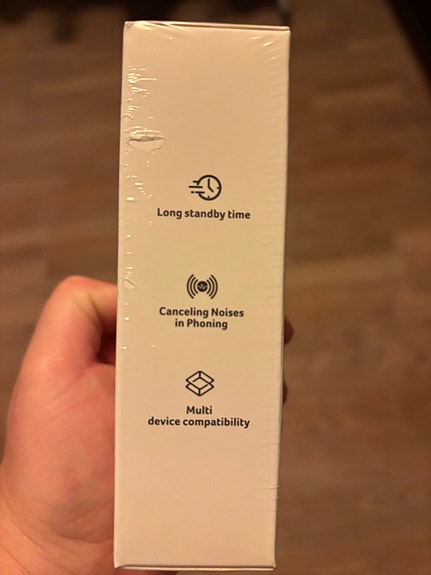 Long standby time
Canceling Noises
in Phoning
Multi
device compatibility